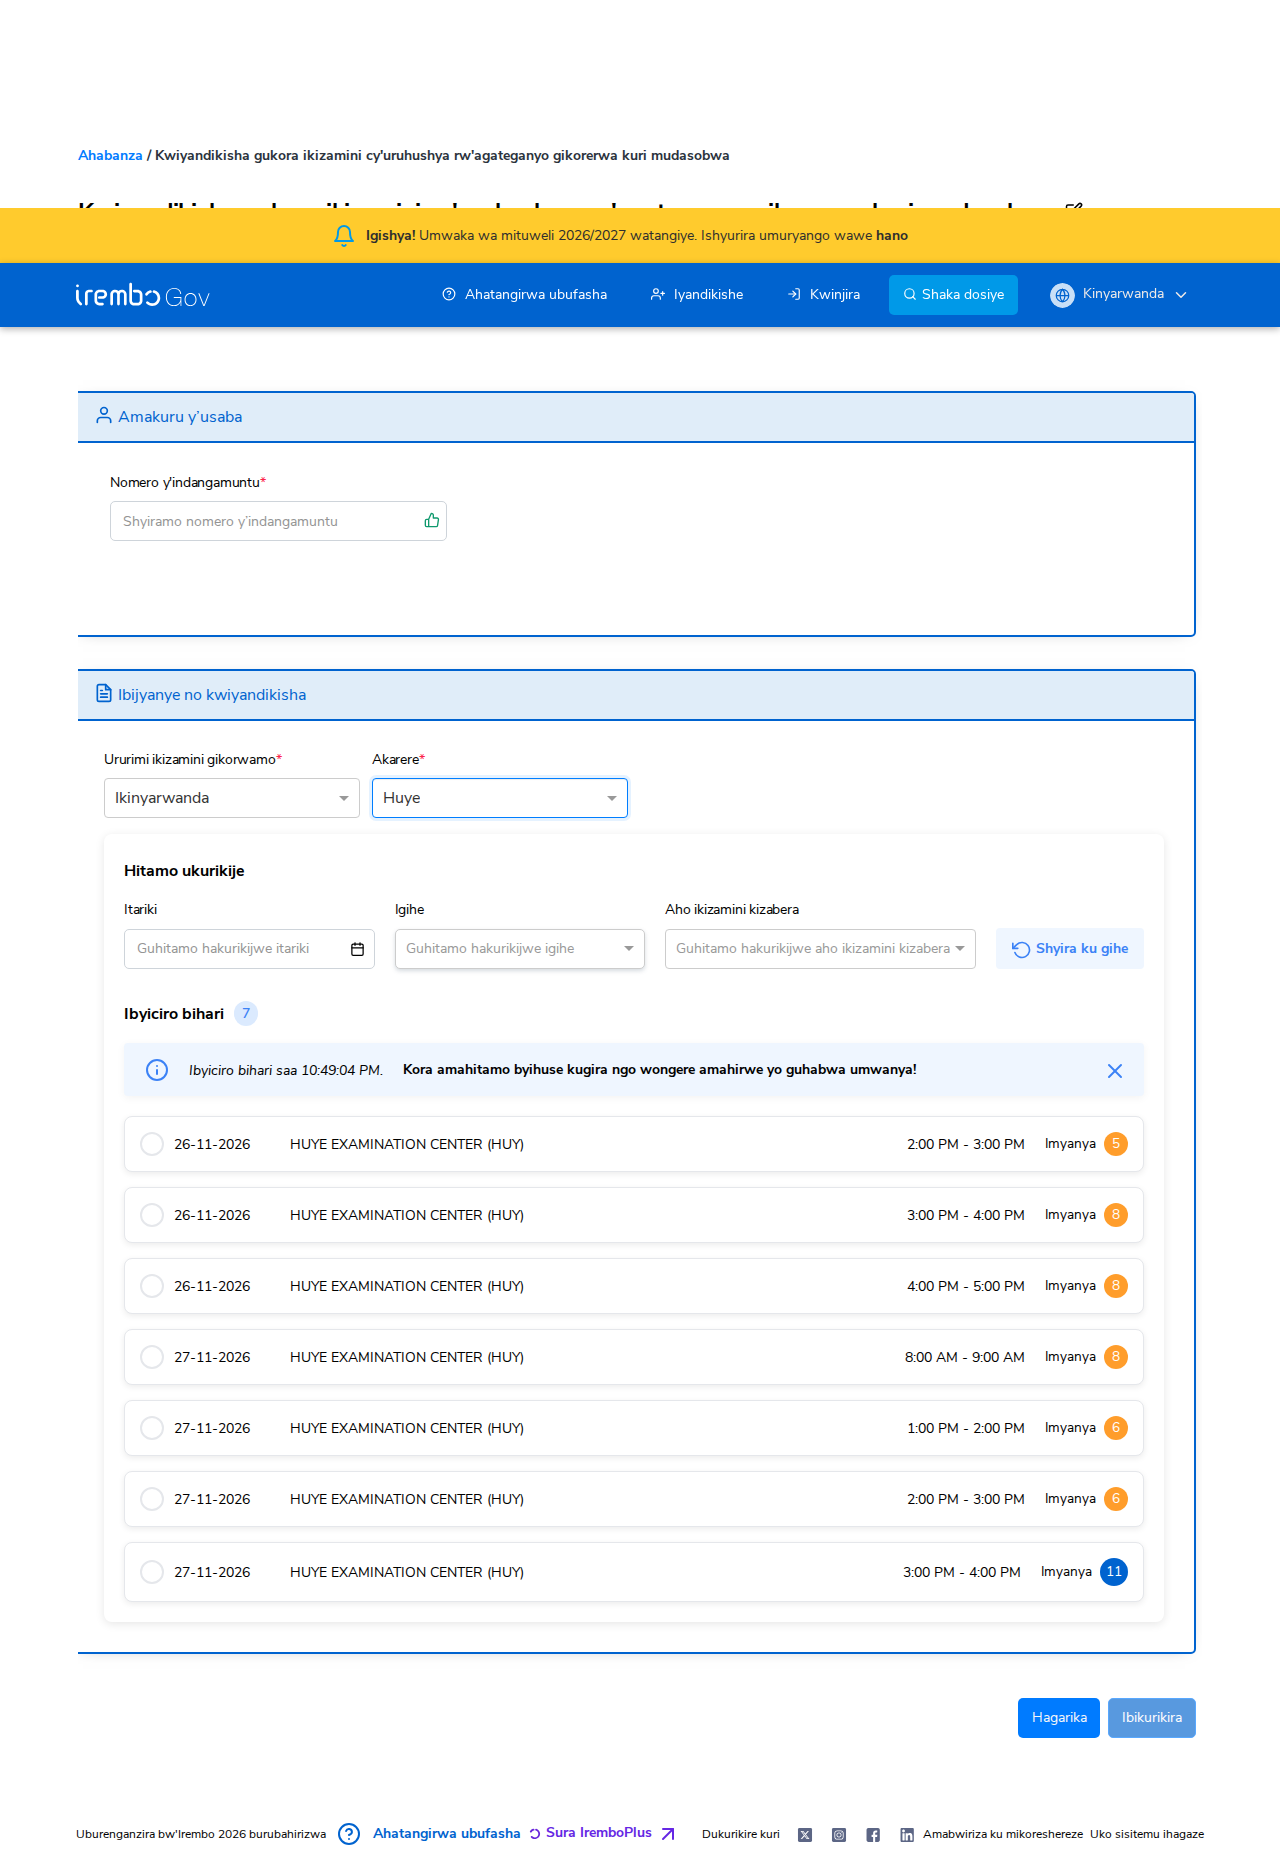 Ahabanza / Kwiyandikisha gukora ikizamini cy'uruhushya rw'agateganyo gikorerwa kuri mudasobwa
Igishya! Umwaka wa mituweli 2026/2027 watangiye. Ishyurira umuryango wawe hano
irembo Gov
Ahatangirwa ubufasha
Iyandikishe
Kwinjira
Shaka dosiye
Kinyarwanda
Amakuru y’usaba
Nomero y'indangamuntu*
Shyiramo nomero y’indangamuntu
Ibijyanye no kwiyandikisha
Ururimi ikizamini gikorwamo* Akarere*
Ikinyarwanda Huye
Hitamo ukurikije
Itariki Igihe Aho ikizamini kizabera
Guhitamo hakurikijwe itariki Guhitamo hakurikijwe igihe Guhitamo hakurikijwe aho ikizamini kizabera Shyira ku gihe
Ibyiciro bihari 7
Ibyiciro bihari saa 10:49:04 PM. Kora amahitamo byihuse kugira ngo wongere amahirwe yo guhabwa umwanya!
26-11-2026 HUYE EXAMINATION CENTER (HUY) 2:00 PM - 3:00 PM Imyanya 5
26-11-2026 HUYE EXAMINATION CENTER (HUY) 3:00 PM - 4:00 PM Imyanya 8
26-11-2026 HUYE EXAMINATION CENTER (HUY) 4:00 PM - 5:00 PM Imyanya 8
27-11-2026 HUYE EXAMINATION CENTER (HUY) 8:00 AM - 9:00 AM Imyanya 8
27-11-2026 HUYE EXAMINATION CENTER (HUY) 1:00 PM - 2:00 PM Imyanya 6
27-11-2026 HUYE EXAMINATION CENTER (HUY) 2:00 PM - 3:00 PM Imyanya 6
27-11-2026 HUYE EXAMINATION CENTER (HUY) 3:00 PM - 4:00 PM Imyanya 11
Hagarika Ibikurikira
Uburenganzira bw'Irembo 2026 burubahirizwa Ahatangirwa ubufasha Sura IremboPlus Dukurikire kuri Amabwiriza ku mikoreshereze Uko sisitemu ihagaze